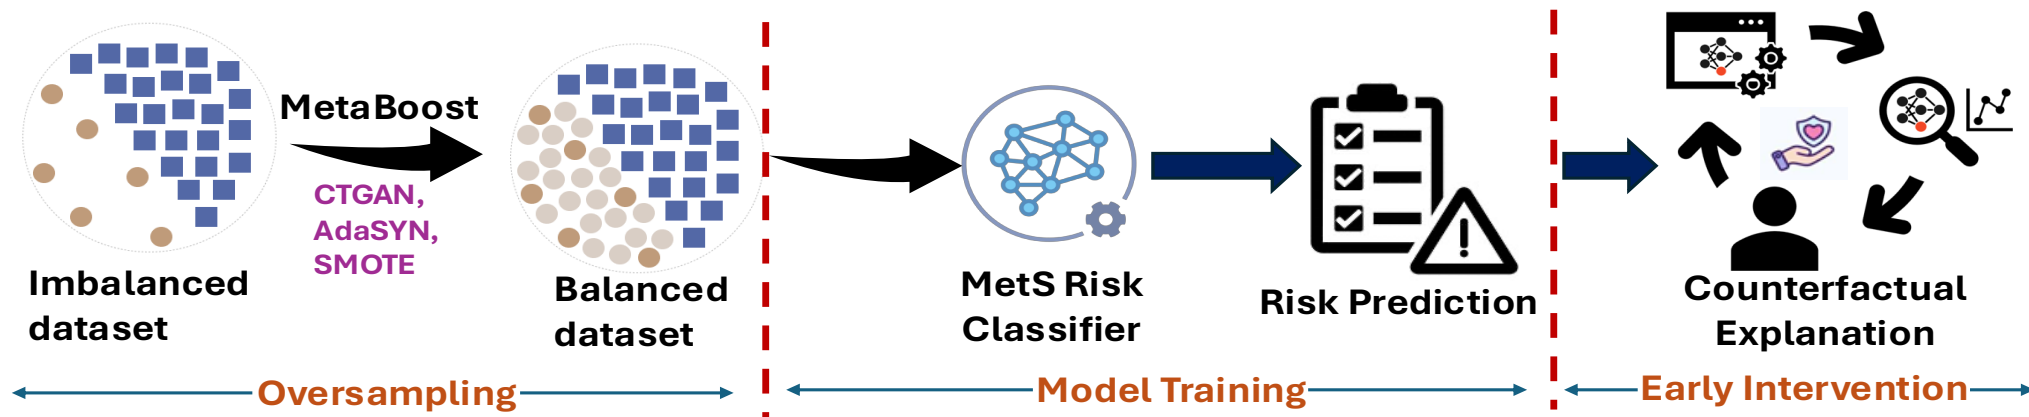 MetaBoost
CTGAN,
AdaSYN,
SMOTE
Imbalanced
dataset
Balanced
dataset
MetS Risk
Classifier
Risk Prediction
Counterfactual
Explanation
Oversampling
Model Training
Early Intervention